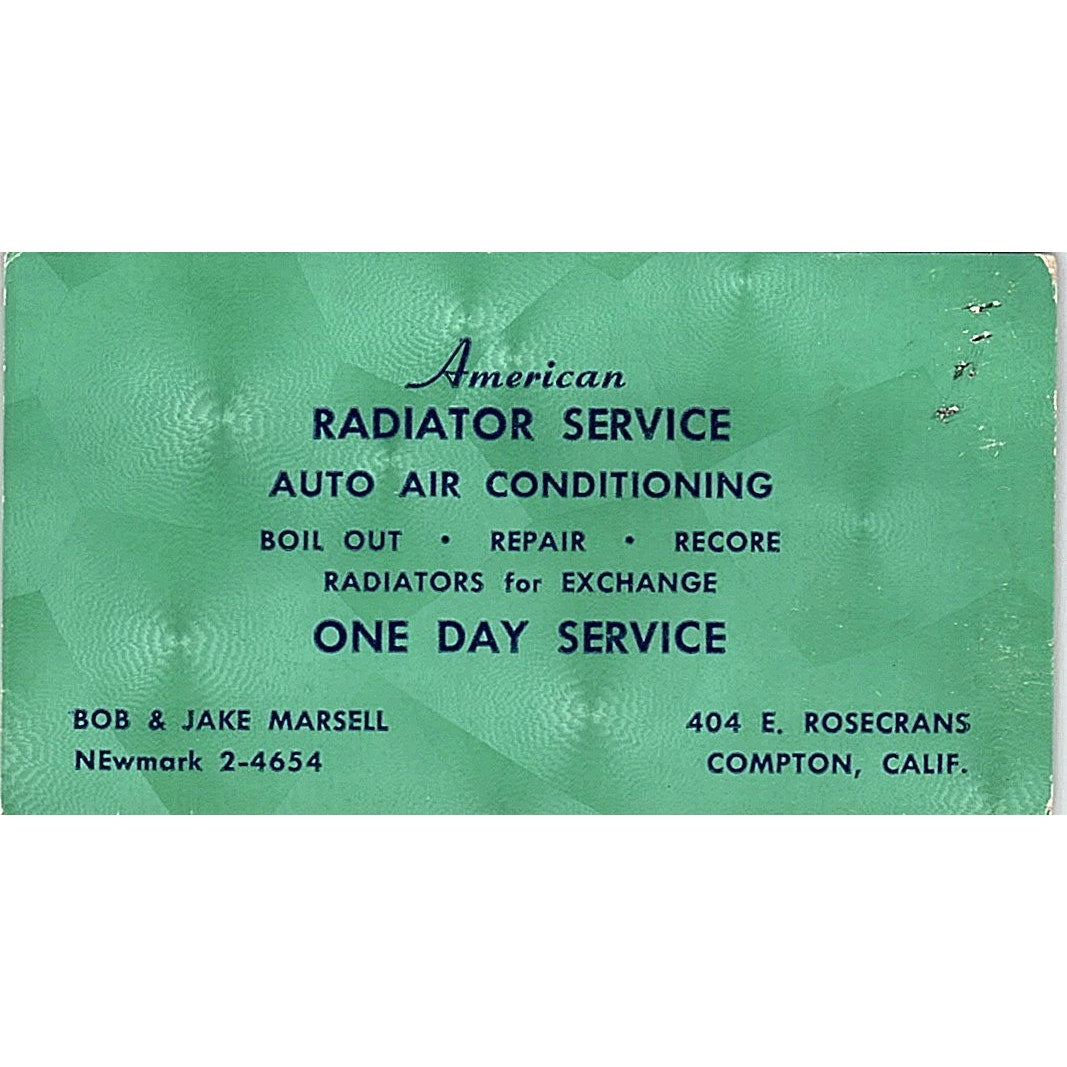 American
RADIATOR SERVICE
AUTO AIR CONDITIONING
BOIL OUT • REPAIR • RECORE
RADIATORS for EXCHANGE
ONE DAY SERVICE
BOB & JAKE MARSELL
NEwmark 2-4654
404 E. ROSECRANS
COMPTON, CALIF.